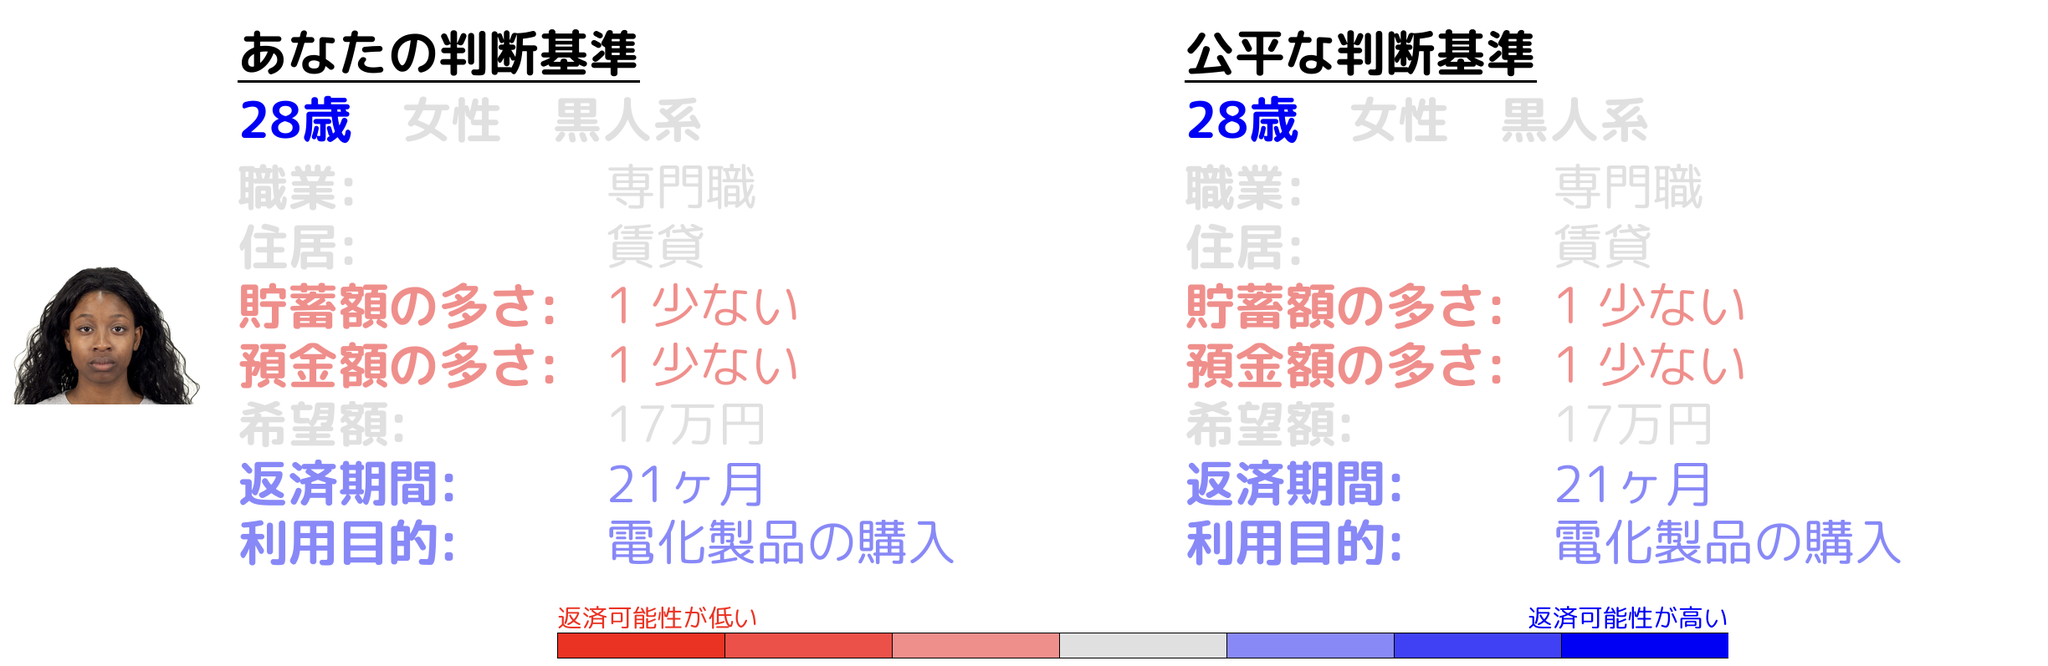 あなたの判断基準
28歳 女性 黒人系
職業: 専門職
住居: 賃貸
貯蓄額の多さ: 1 少ない
預金額の多さ: 1 少ない
希望額: 17万円
返済期間: 21ヶ月
利用目的: 電化製品の購入
公平な判断基準
28歳 女性 黒人系
職業: 専門職
住居: 賃貸
貯蓄額の多さ: 1 少ない
預金額の多さ: 1 少ない
希望額: 17万円
返済期間: 21ヶ月
利用目的: 電化製品の購入
返済可能性が低い
返済可能性が高い